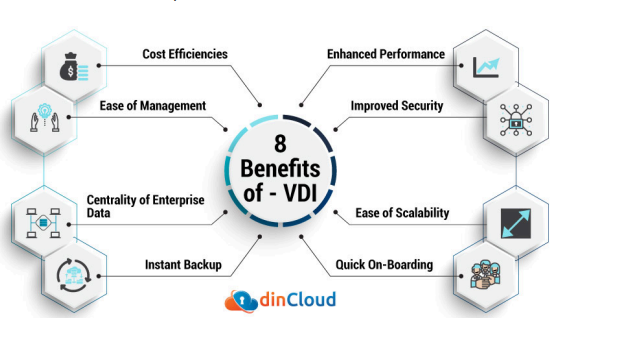 Cost Efficiencies
Enhanced Performance
Ease of Management
Improved Security
8
Benefits
of - VDI
Centrality of Enterprise
Data
Ease of Scalability
Instant Backup
Quick On-Boarding
dinCloud